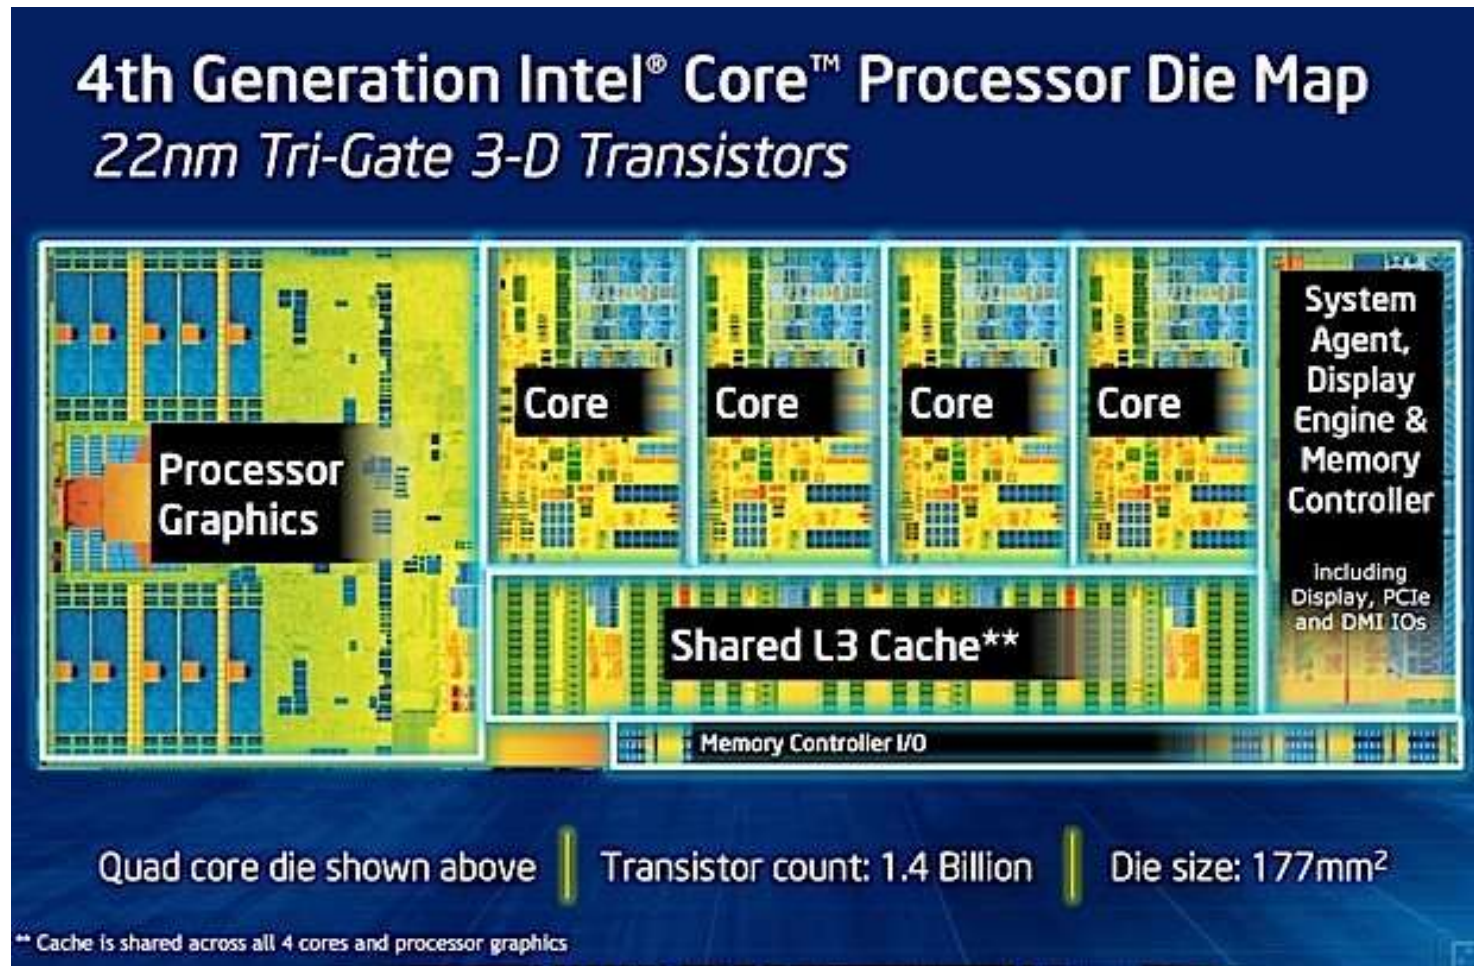 4th Generation Intel® Core™ Processor Die Map
22nm Tri-Gate 3-D Transistors
Processor
Graphics
Core
Core
Core
Core
System
Agent,
Display
Engine &
Memory
Controller
including
Display, PCIe
and DMI IOs
Shared L3 Cache**
Memory Controller I/O
Quad core die shown above
Transistor count: 1.4 Billion
Die size: 177mm²
** Cache is shared across all 4 cores and processor graphics